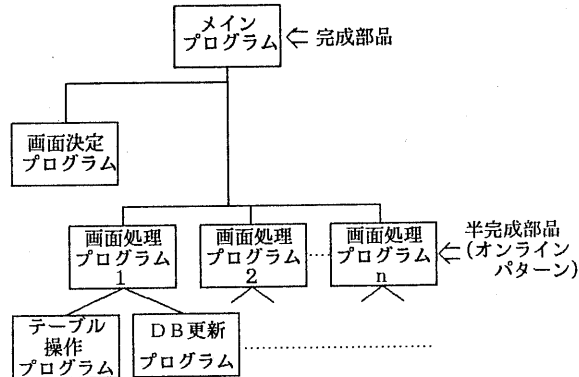 メイン
プログラム
⇐ 完成部品
画面決定
プログラム
画面処理
プログラム
1
画面処理
プログラム
2
画面処理
プログラム
n
半完成部品
(オンライン
パターン)
テーブル
操作
プログラム
DB更新
プログラム